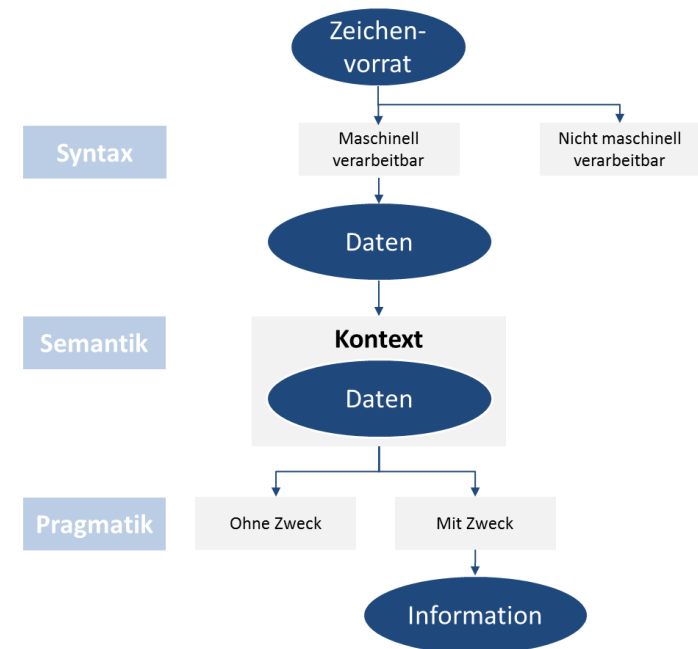 Zeichen-
vorrat
Syntax
Maschinell
verarbeitbar
Nicht maschinell
verarbeitbar
Daten
Semantik
Kontext
Daten
Pragmatik
Ohne Zweck
Mit Zweck
Information